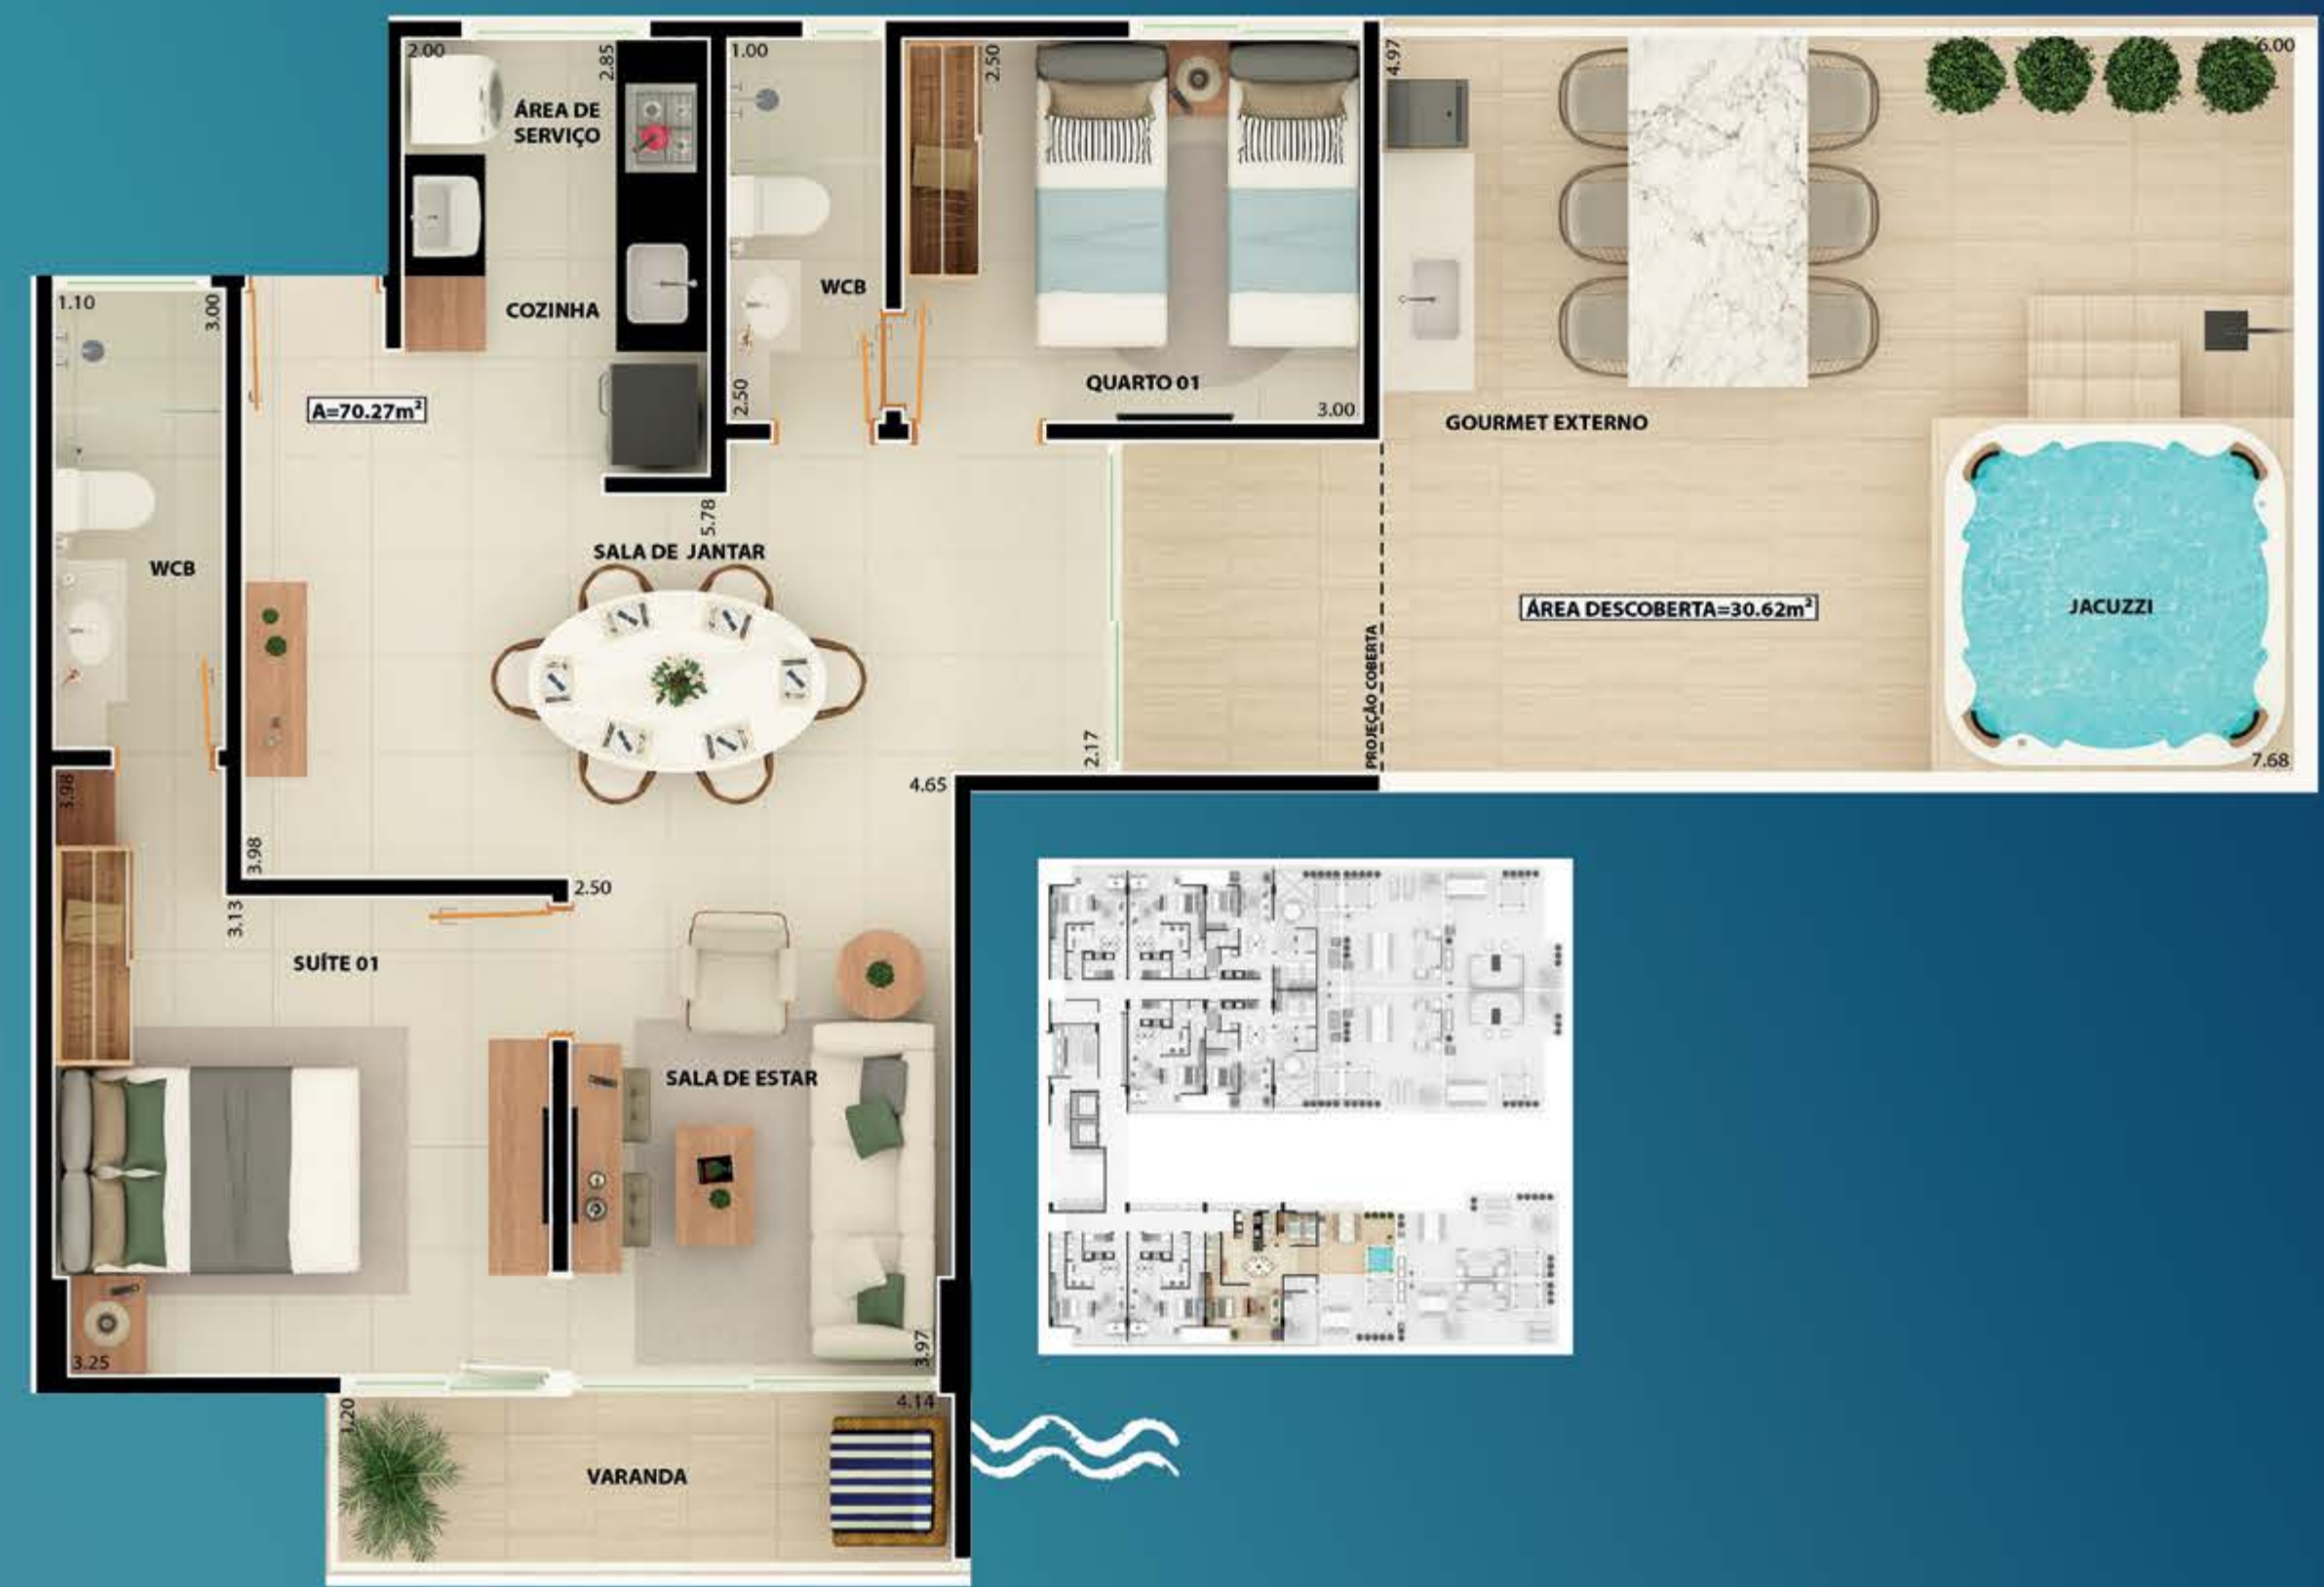 2.00
2.85
1.00
2.50
4.97
6.00
ÁREA DE
SERVIÇO
WCB
COZINHA
1.10
3.00
A=70.27m²
2.50
QUARTO 01
3.00
GOURMET EXTERNO
5.78
SALA DE JANTAR
WCB
ÁREA DESCOBERTA=30.62m²
JACUZZI
PROJEÇÃO COBERTA
2.17
7.68
3.98
4.65
3.98
2.50
3.13
SUÍTE 01
SALA DE ESTAR
3.25
3.97
1.20
4.14
VARANDA